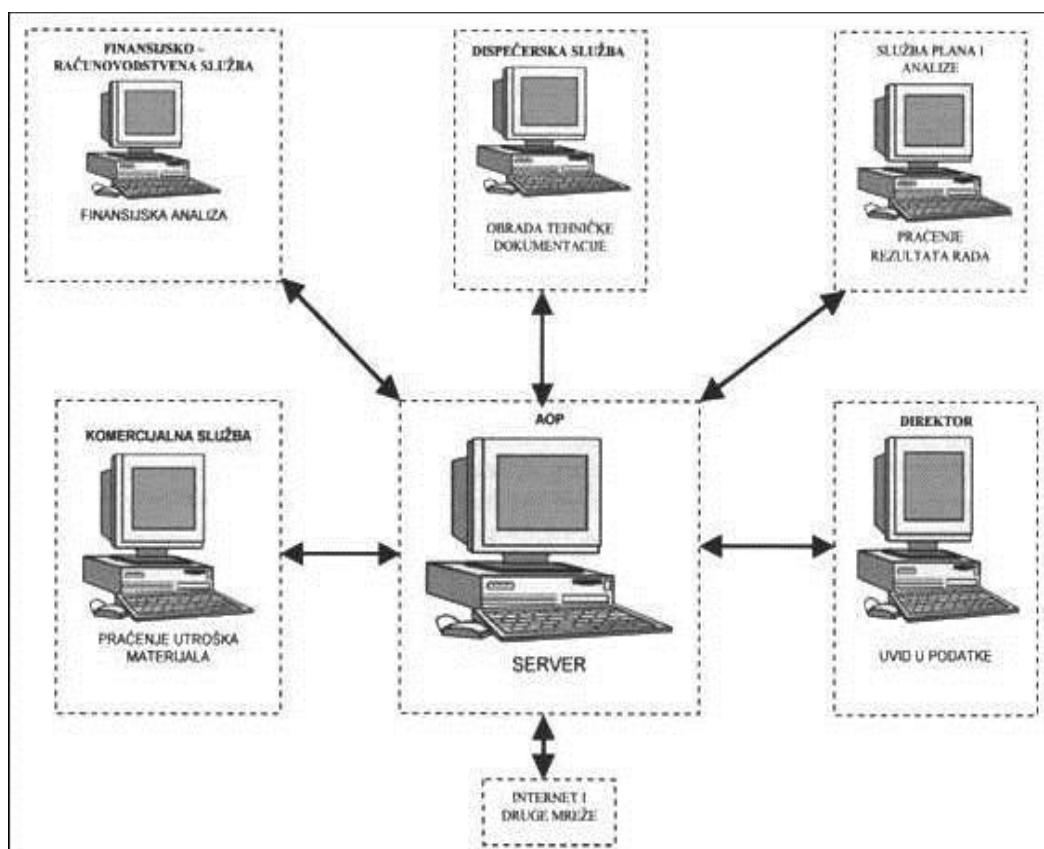 FINANSIJSKO –
RAČUNOVODSTVENA SLUŽBA
FINANSIJSKA ANALIZA
DISPEČERSKA SLUŽBA
OBRADA TEHNIČKE
DOKUMENTACIJE
SLUŽBA PLANA I
ANALIZE
PRAĆENJE
REZULTATA RADA
KOMERCIJALNA SLUŽBA
PRAĆENJE UTROŠKA
MATERIJALA
AOP
SERVER
DIREKTOR
UVID U PODATKE
INTERNET I
DRUGE MREŽE